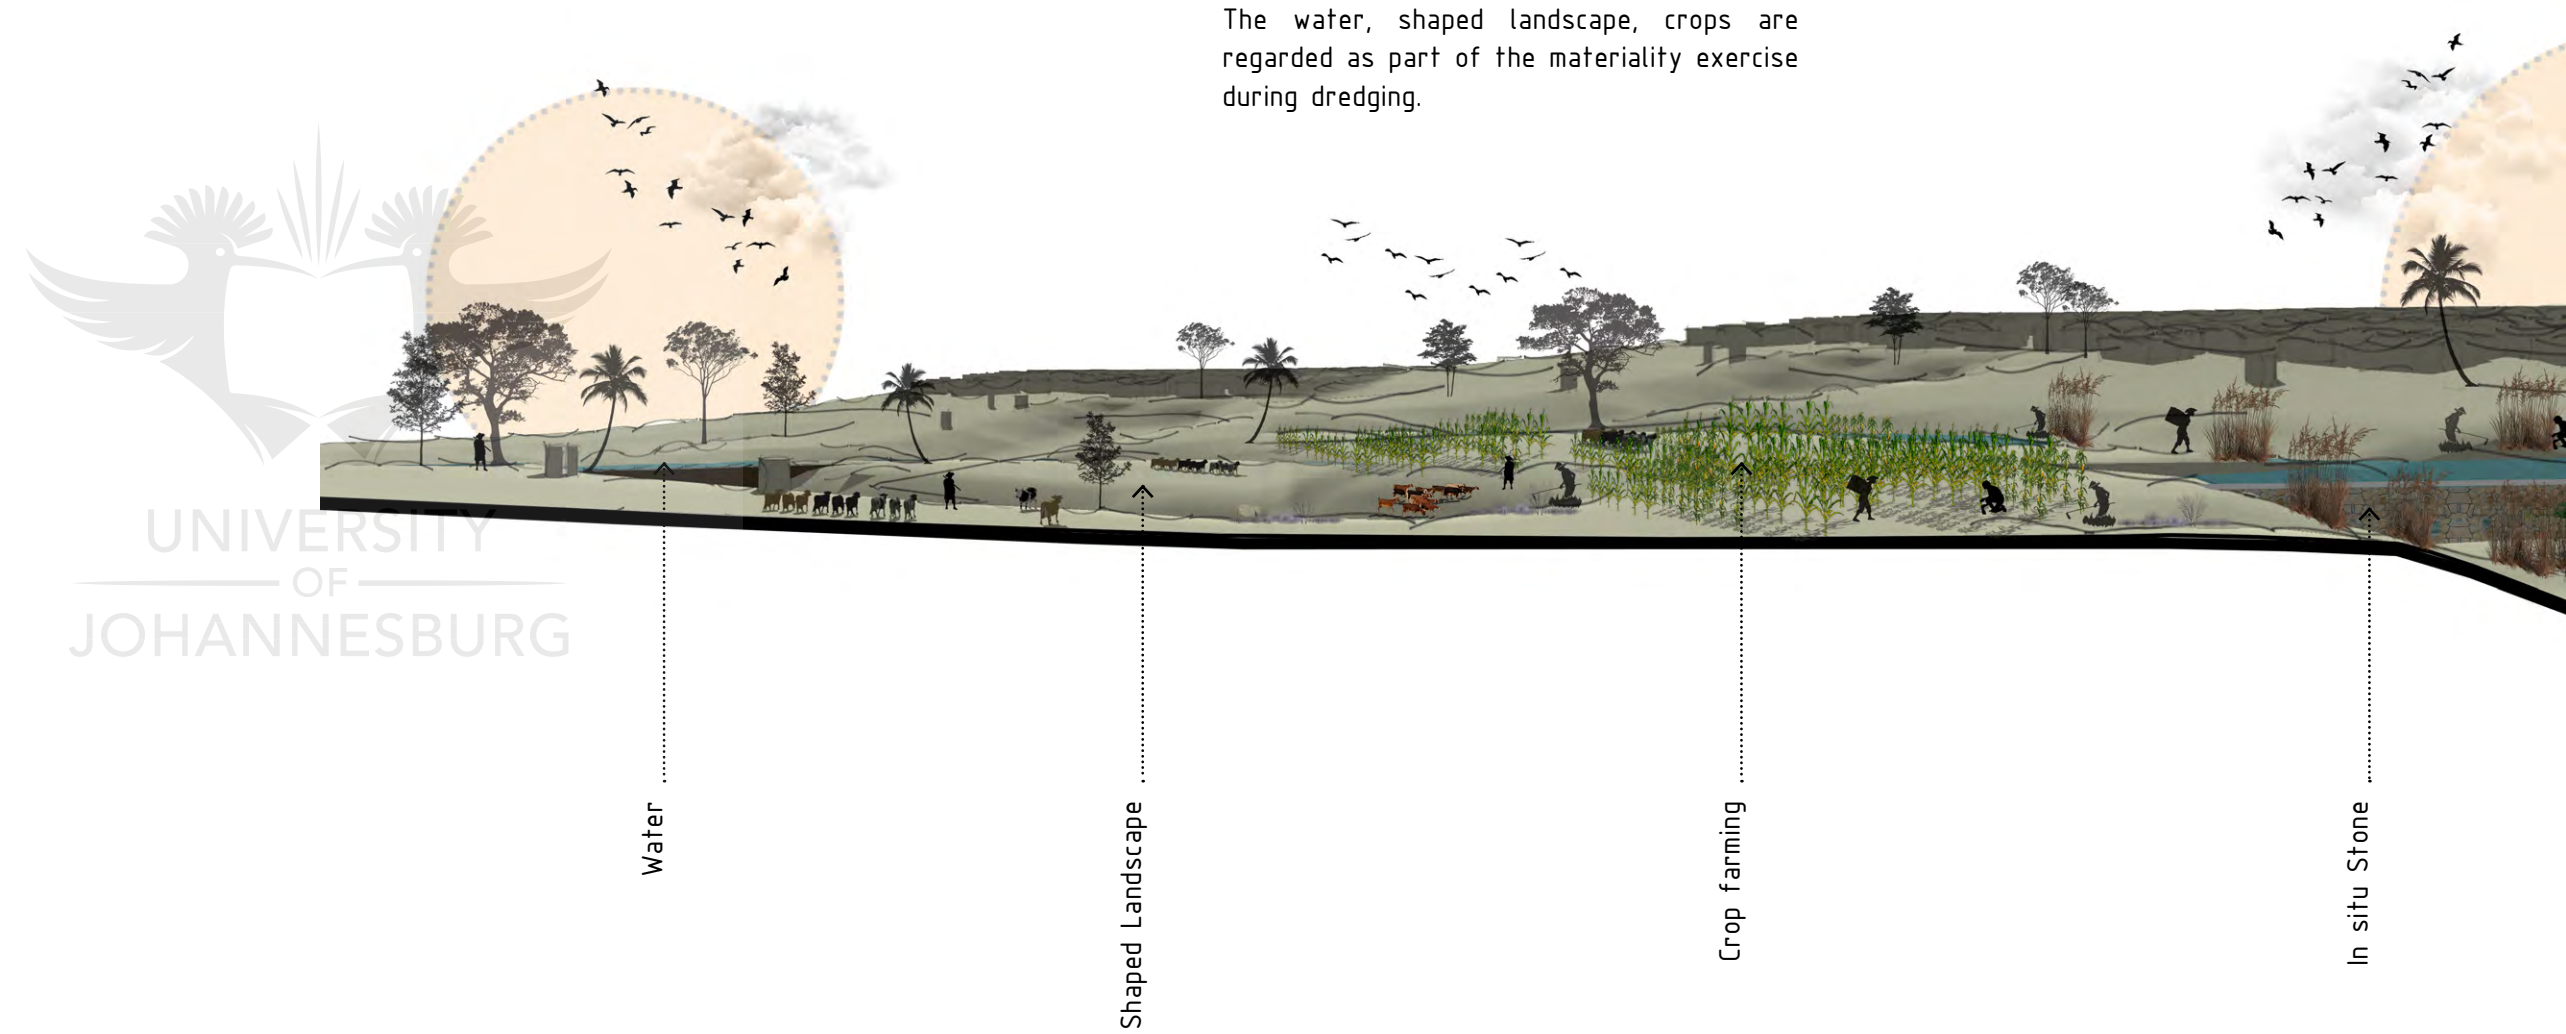 The water, shaped landscape, crops are
regarded as part of the materiality exercise
during dredging.
UNIVERSITY
OF
JOHANNESBURG
Water
Shaped Landscape
Crop farming
In situ Stone